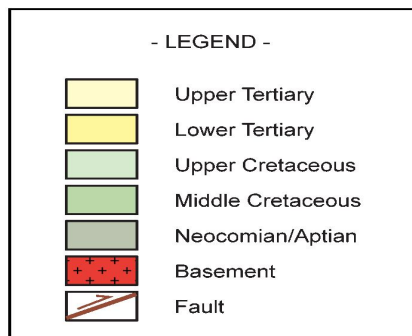 - LEGEND -
Upper Tertiary
Lower Tertiary
Upper Cretaceous
Middle Cretaceous
Neocomian/Aptian
Basement
Fault